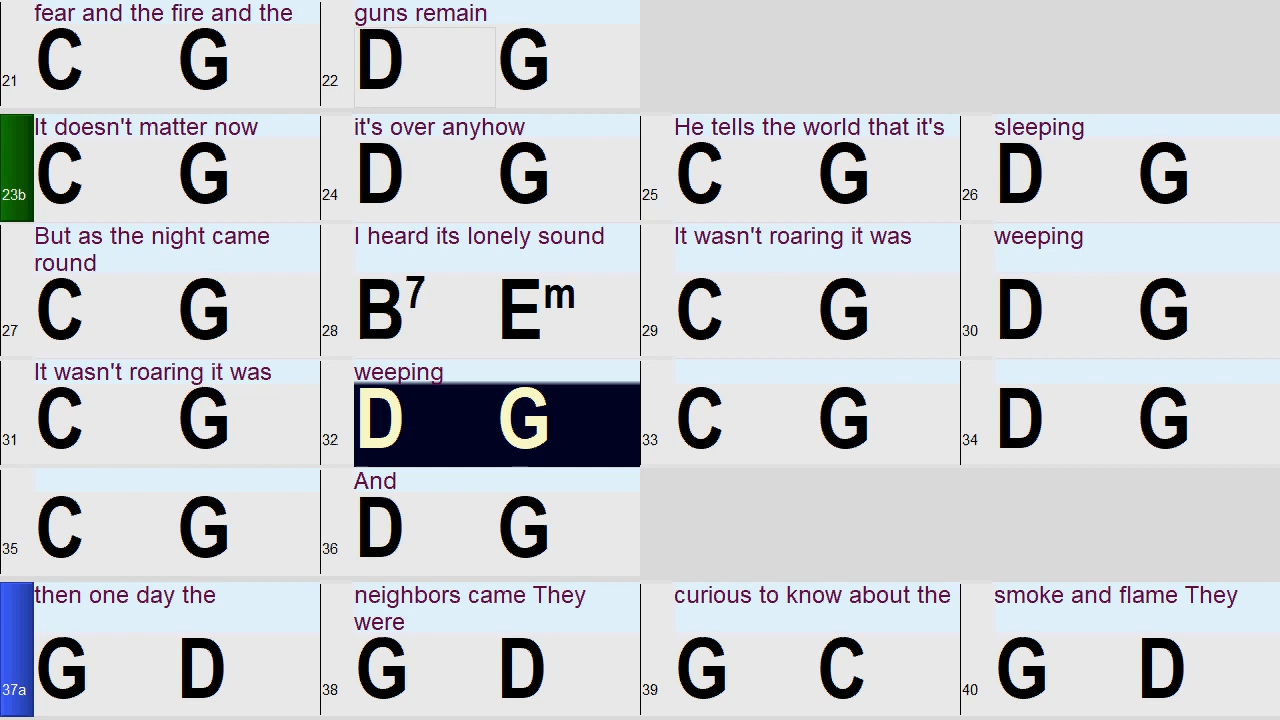 fear and the fire and the guns remain
21 C G 22 D G
It doesn't matter now it's over anyhow He tells the world that it's sleeping
23b C G 24 D G 25 C G 26 D G
But as the night came I heard its lonely sound It wasn't roaring it was weeping
round
27 C G 28 B7 Em 29 C G 30 D G
It wasn't roaring it was weeping
31 C G 32 D G 33 C G 34 D G
And
35 C G 36 D G
then one day the neighbors came They curious to know about the smoke and flame They
were
37a G D 38 G D 39 G C 40 G D